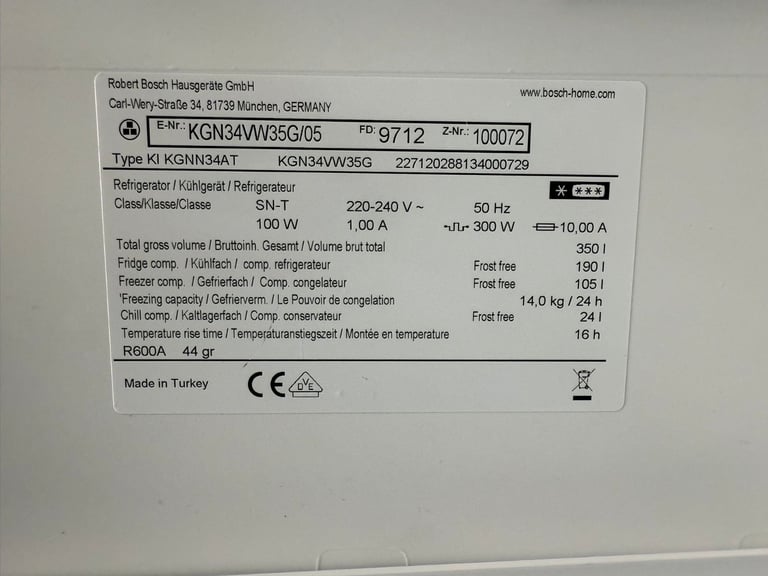 Robert Bosch Hausgeräte GmbH www.bosch-home.com
Carl-Wery-Straße 34, 81739 München, GERMANY
E-Nr.: KGN34VW35G/05 FD: 9712 Z-Nr.: 100072
Type KI KGNN34AT KGN34VW35G 227120288134000729
Refrigerator / Kühlgerät / Refrigerateur
Class/Klasse/Classe SN-T 220-240 V ~ 50 Hz
100 W 1,00 A 300 W 10,00 A
Total gross volume / Bruttoinh. Gesamt / Volume brut total 350 l
Fridge comp. / Kühlfach / comp. refrigerateur Frost free 190 l
Freezer comp. / Gefrierfach / Comp. congelateur Frost free 105 l
'Freezing capacity / Gefrierverm. / Le Pouvoir de congelation 14,0 kg / 24 h
Chill comp. / Kaltlagerfach / Comp. conservateur Frost free 24 l
Temperature rise time / Temperaturanstiegszeit / Montée en temperature 16 h
R600A 44 gr
Made in Turkey CE DVE